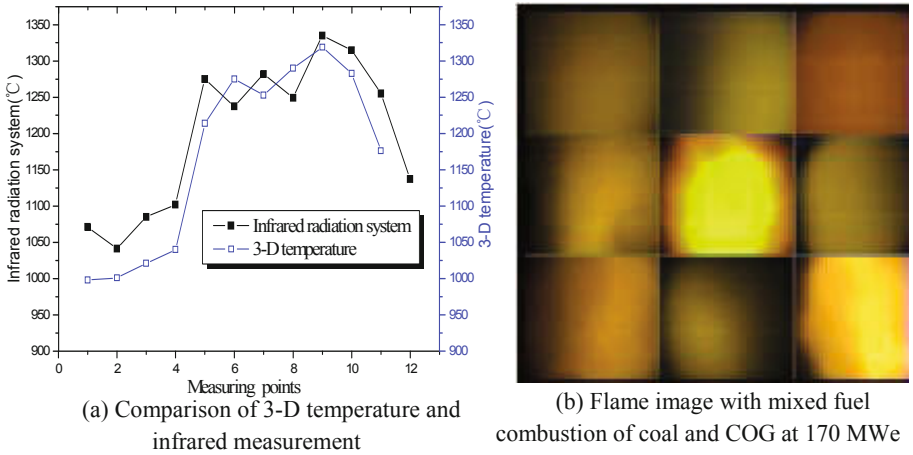 1350
1300
1250
1200
1150
1100
1050
1000
950
900
Infrared radiation system(℃)
0 2 4 6 8 10 12
Measuring points
Infrared radiation system
3-D temperature
1350
1300
1250
1200
1150
1100
1050
1000
950
900
3-D temperature(℃)
(a) Comparison of 3-D temperature and
infrared measurement
(b) Flame image with mixed fuel
combustion of coal and COG at 170 MWe